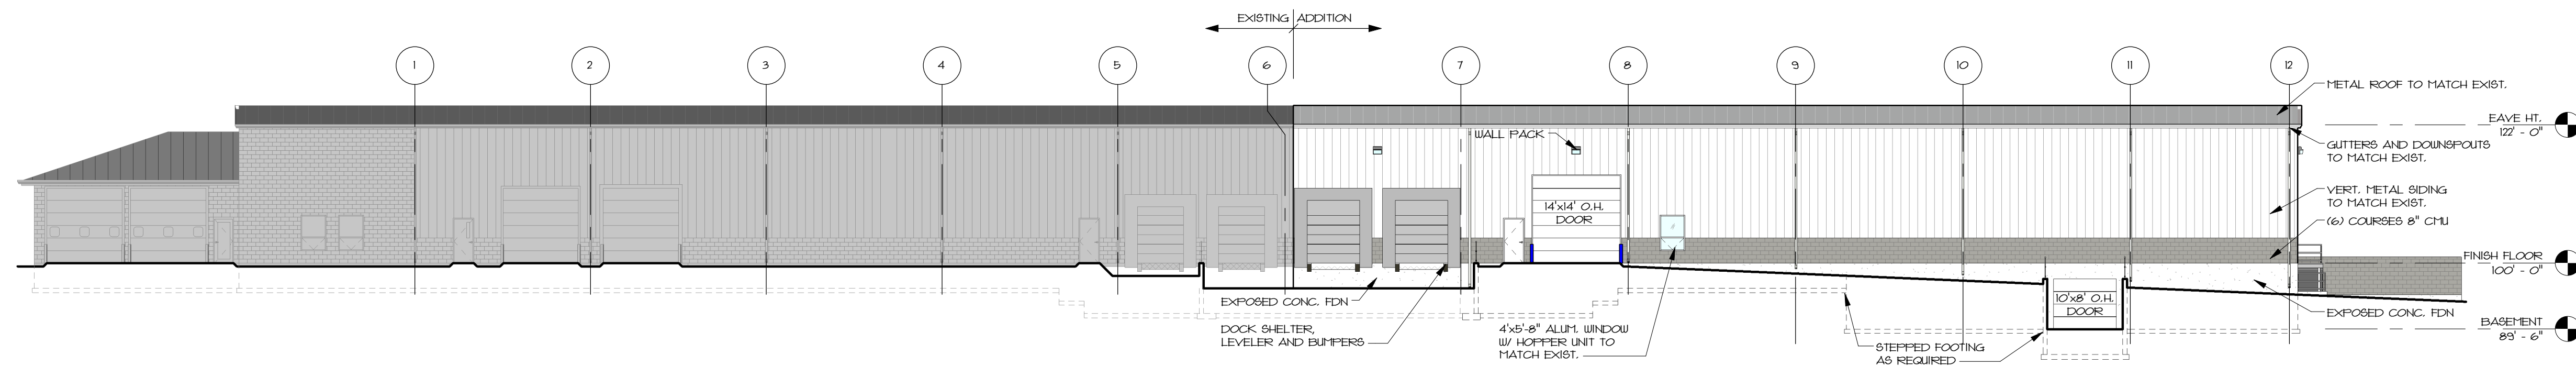 EXISTING ADDITION
1
2
3
4
5
6
7
8
9
10
11
12
METAL ROOF TO MATCH EXIST.
EAVE HT.
122' - 0"
WALL PACK
GUTTERS AND DOWNSPOUTS
TO MATCH EXIST.
VERT. METAL SIDING
TO MATCH EXIST.
14'x14' O.H.
DOOR
(6) COURSES 8" CMU
FINISH FLOOR
100' - 0"
EXPOSED CONC. FDN
10'x8' O.H.
DOOR
EXPOSED CONC. FDN
DOCK SHELTER,
LEVELER AND BUMPERS
4'x5'-8" ALUM. WINDOW
W/ HOPPER UNIT TO
MATCH EXIST.
BASEMENT
89' - 6"
STEPPED FOOTING
AS REQUIRED